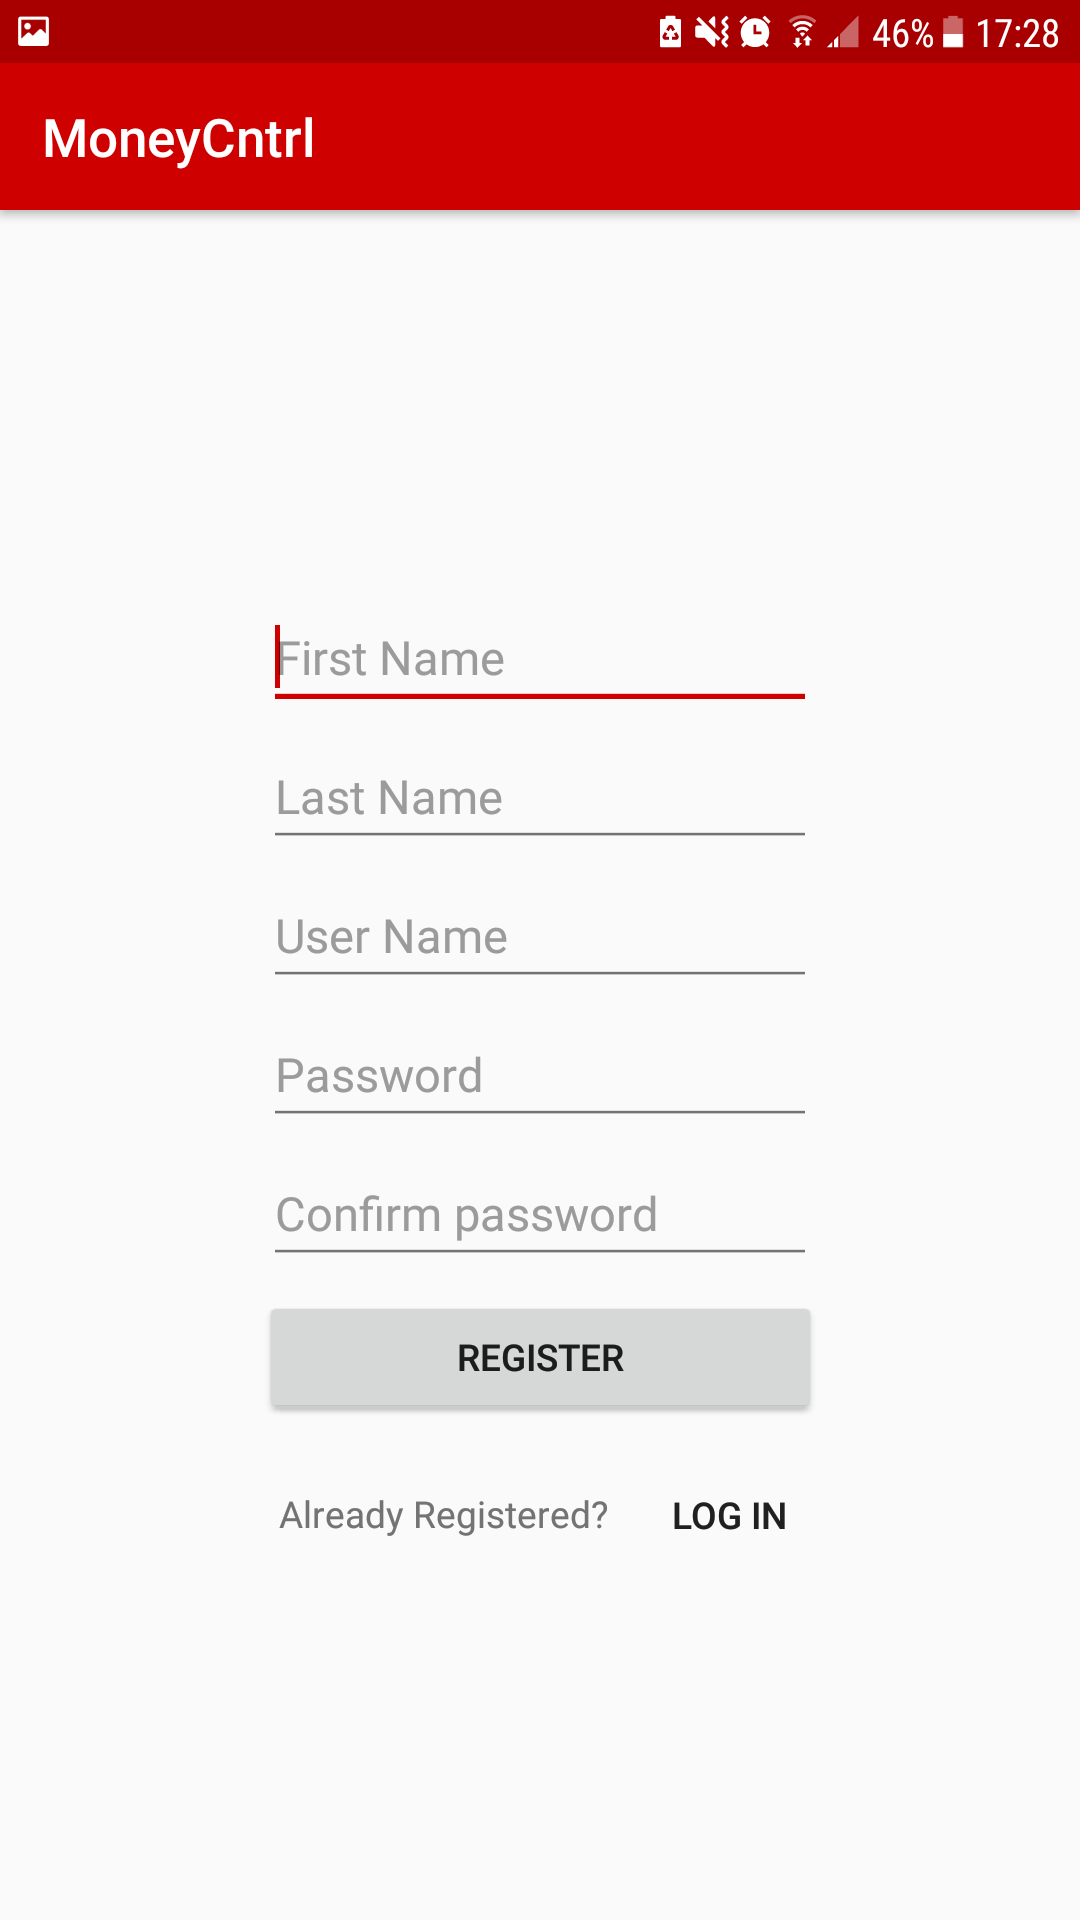 46% 17:28
MoneyCntrl
First Name
Last Name
User Name
Password
Confirm password
REGISTER
Already Registered? LOG IN